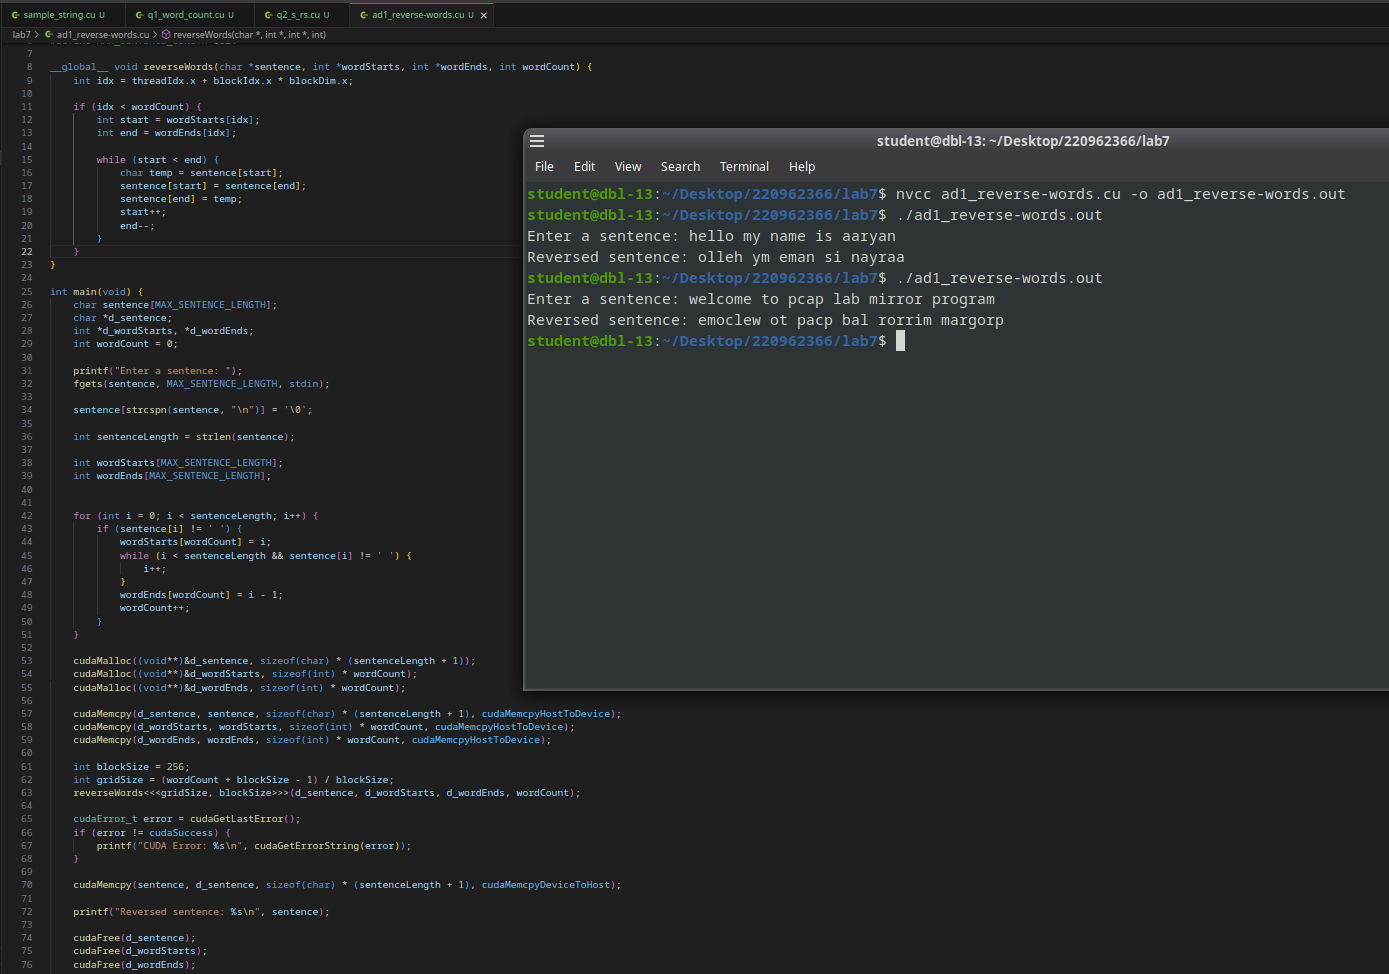 sample_string.cu U
q1_word_count.cu U
q2_s_rs.cu U
ad1_reverse-words.cu U ×
lab7 > ad1_reverse-words.cu > reverseWords(char *, int *, int *, int)
7
8 __global__ void reverseWords(char *sentence, int *wordStarts, int *wordEnds, int wordCount) {
9 int idx = threadIdx.x + blockIdx.x * blockDim.x;
10
11 if (idx < wordCount) {
12 int start = wordStarts[idx];
13 int end = wordEnds[idx];
14
15 while (start < end) {
16 char temp = sentence[start];
17 sentence[start] = sentence[end];
18 sentence[end] = temp;
19 start++;
20 end--;
21 }
22 }
23 }
24
25 int main(void) {
26 char sentence[MAX_SENTENCE_LENGTH];
27 char *d_sentence;
28 int *d_wordStarts, *d_wordEnds;
29 int wordCount = 0;
30
31 printf("Enter a sentence: ");
32 fgets(sentence, MAX_SENTENCE_LENGTH, stdin);
33
34 sentence[strcspn(sentence, "\n")] = '\0';
35
36 int sentenceLength = strlen(sentence);
37
38 int wordStarts[MAX_SENTENCE_LENGTH];
39 int wordEnds[MAX_SENTENCE_LENGTH];
40
41
42 for (int i = 0; i < sentenceLength; i++) {
43 if (sentence[i] != ' ') {
44 wordStarts[wordCount] = i;
45 while (i < sentenceLength && sentence[i] != ' ') {
46 i++;
47 }
48 wordEnds[wordCount] = i - 1;
49 wordCount++;
50 }
51 }
52
53 cudaMalloc((void**)&d_sentence, sizeof(char) * (sentenceLength + 1));
54 cudaMalloc((void**)&d_wordStarts, sizeof(int) * wordCount);
55 cudaMalloc((void**)&d_wordEnds, sizeof(int) * wordCount);
56
57 cudaMemcpy(d_sentence, sentence, sizeof(char) * (sentenceLength + 1), cudaMemcpyHostToDevice);
58 cudaMemcpy(d_wordStarts, wordStarts, sizeof(int) * wordCount, cudaMemcpyHostToDevice);
59 cudaMemcpy(d_wordEnds, wordEnds, sizeof(int) * wordCount, cudaMemcpyHostToDevice);
60
61 int blockSize = 256;
62 int gridSize = (wordCount + blockSize - 1) / blockSize;
63 reverseWords<<<gridSize, blockSize>>>(d_sentence, d_wordStarts, d_wordEnds, wordCount);
64
65 cudaError_t error = cudaGetLastError();
66 if (error != cudaSuccess) {
67 printf("CUDA Error: %s\n", cudaGetErrorString(error));
68 }
69
70 cudaMemcpy(sentence, d_sentence, sizeof(char) * (sentenceLength + 1), cudaMemcpyDeviceToHost);
71
72 printf("Reversed sentence: %s\n", sentence);
73
74 cudaFree(d_sentence);
75 cudaFree(d_wordStarts);
76 cudaFree(d_wordEnds);
student@dbl-13: ~/Desktop/220962366/lab7
File Edit View Search Terminal Help
student@dbl-13:~/Desktop/220962366/lab7$ nvcc ad1_reverse-words.cu -o ad1_reverse-words.out
student@dbl-13:~/Desktop/220962366/lab7$ ./ad1_reverse-words.out
Enter a sentence: hello my name is aaryan
Reversed sentence: olleh ym eman si nayraa
student@dbl-13:~/Desktop/220962366/lab7$ ./ad1_reverse-words.out
Enter a sentence: welcome to pcap lab mirror program
Reversed sentence: emoclew ot pacp bal rorrim margorp
student@dbl-13:~/Desktop/220962366/lab7$